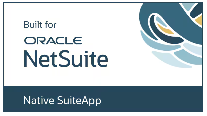 Built for
ORACLE
NetSuite
Native SuiteApp